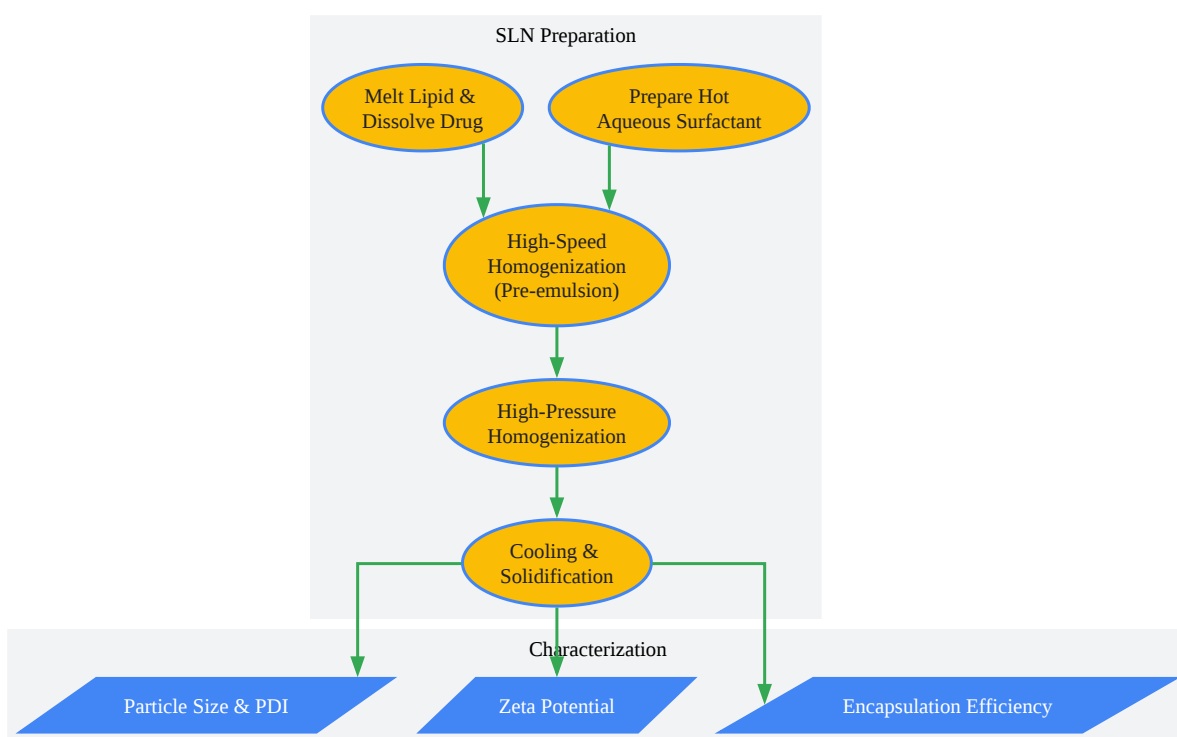 SLN Preparation
Melt Lipid &
Dissolve Drug
Prepare Hot
Aqueous Surfactant
High-Speed
Homogenization
(Pre-emulsion)
High-Pressure
Homogenization
Cooling &
Solidification
Characterization
Particle Size & PDI
Zeta Potential
Encapsulation Efficiency